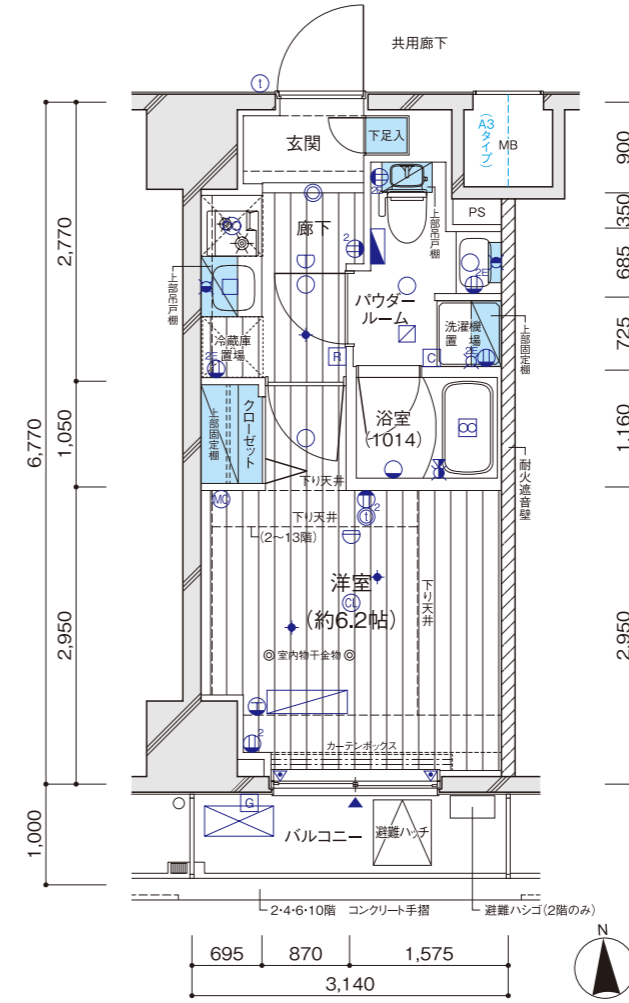 共用廊下
t
玄関
下足入
(A3タイプ)
MB
PS
上部吊戸棚
廊下
2
2E
パウダー
ルーム
洗濯機
置場
2E
上部固定棚
上部吊戸棚
冷蔵庫
置場
2E
R
C
浴室
(1014)
クローゼット
上部固定棚
耐火遮音壁
下り天井
MC
下り天井
(2〜13階)
2
t
下り天井
洋室
(約6.2帖)
CL
室内物干金物
2
カーテンボックス
G
バルコニー
避難ハッチ
2・4・6・10階 コンクリート手摺
避難ハシゴ(2階のみ)
6,770
2,770
1,050
2,950
1,000
900
350
685
725
1,160
2,950
695
870
1,575
3,140
N